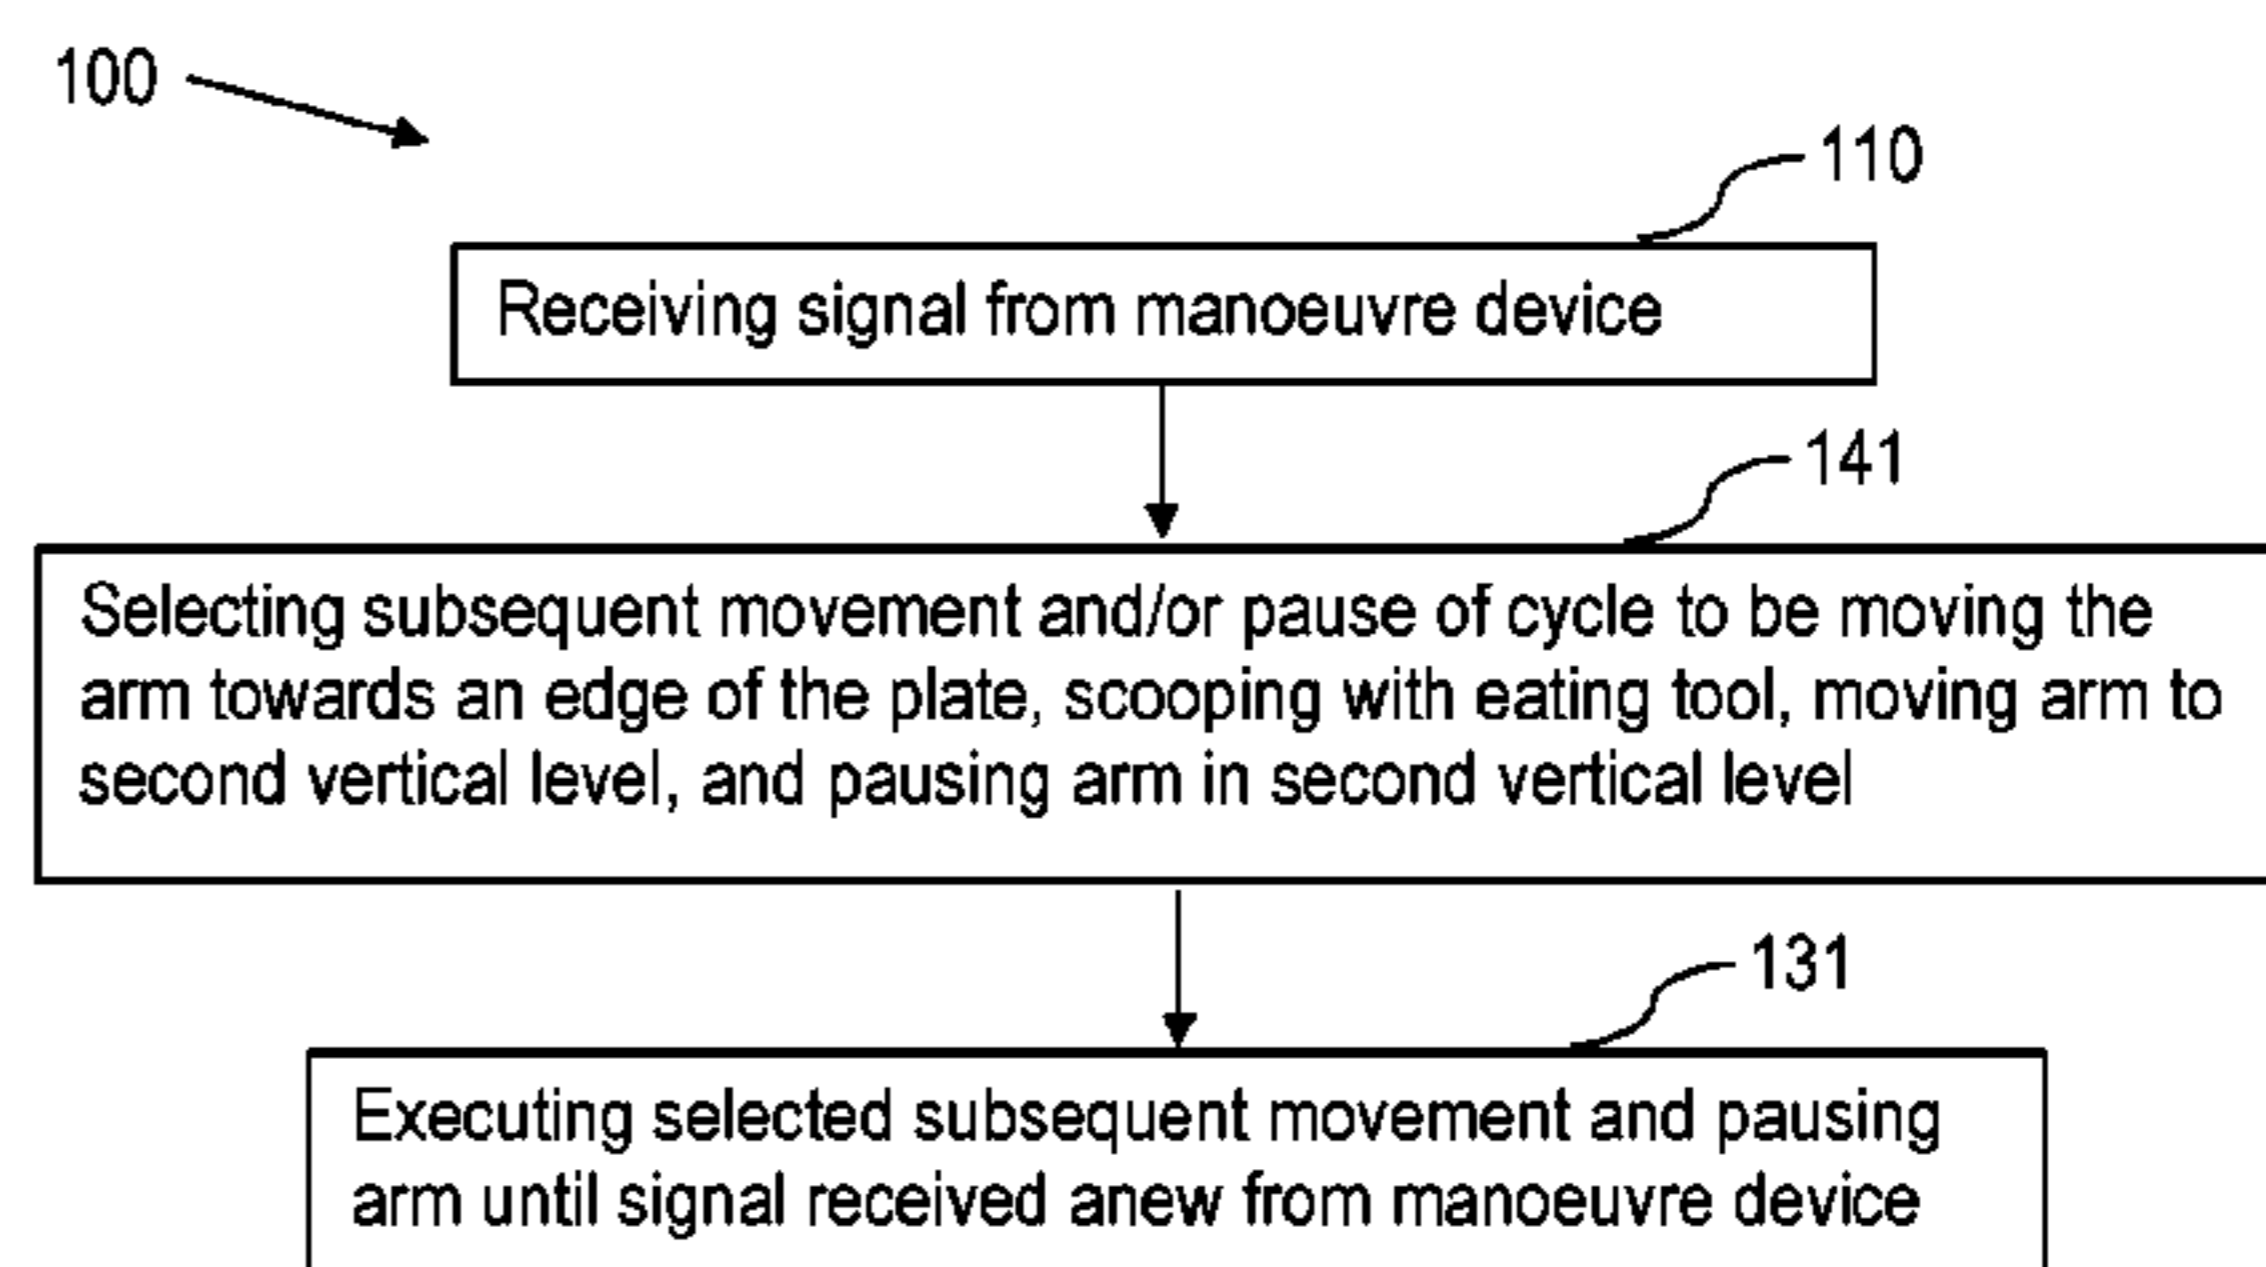 100
110
Receiving signal from manoeuvre device
141
Selecting subsequent movement and/or pause of cycle to be moving the
arm towards an edge of the plate, scooping with eating tool, moving arm to
second vertical level, and pausing arm in second vertical level
131
Executing selected subsequent movement and pausing
arm until signal received anew from manoeuvre device